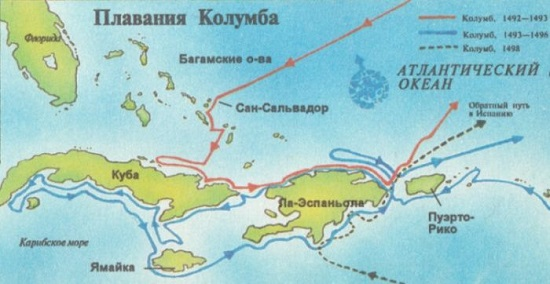 Плавания Колумба
Колумб, 1492—1493
Колумб, 1493—1496
Колумб, 1498
Флорида
Багамские о-ва
АТЛАНТИЧЕСКИЙ
ОКЕАН
Сан-Сальвадор
Обратный путь
в Испанию
Куба
Ла-Эспаньола
Пуэрто-
Рико
Карибское море
Ямайка